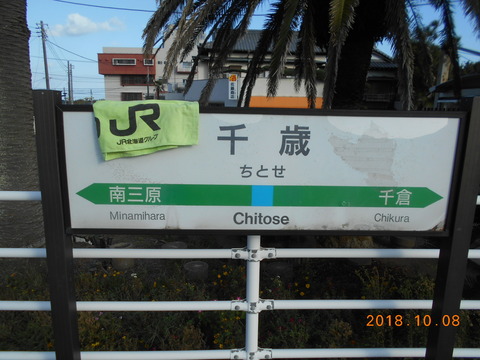 JR
JR北海道グループ
千歳
ちとせ
南三原
千倉
Minamihara
Chitose
Chikura
2018.10.08